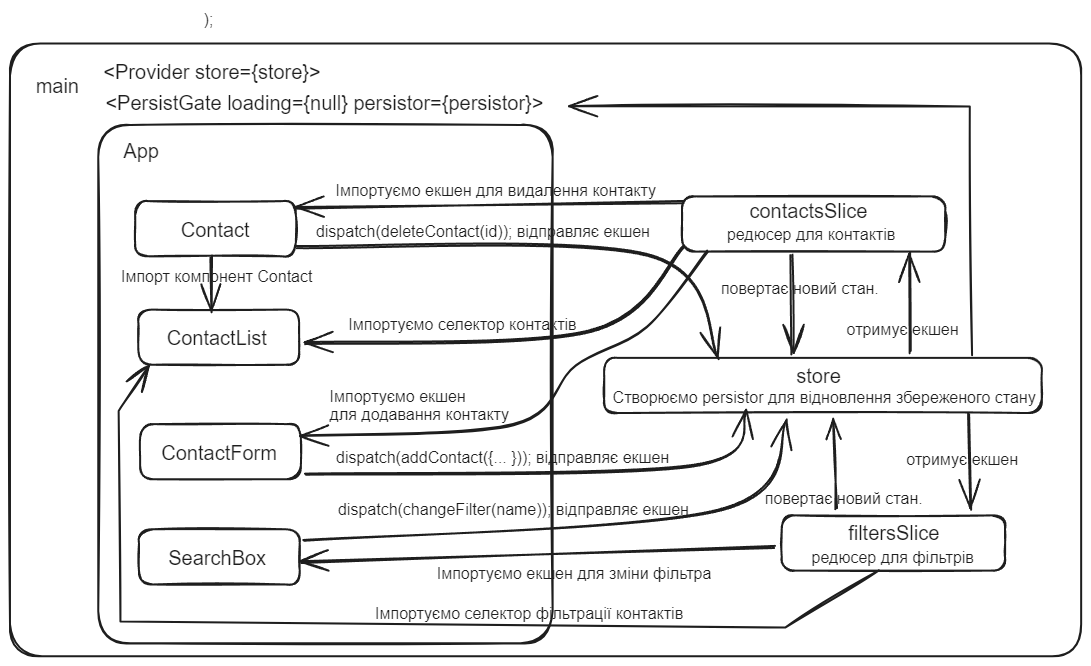 );
main
<Provider store={store}>
<PersistGate loading={null} persistor={persistor}>
App
Імпортуємо екшен для видалення контакту
Contact
contactsSlice
редюсер для контактів
dispatch(deleteContact(id)); відправляє екшен
Імпорт компонент Contact
повертає новий стан.
отримує екшен
ContactList
Імпортуємо селектор контактів
store
Створюємо persistor для відновлення збереженого стану
Імпортуємо екшен
для додавання контакту
ContactForm
dispatch(addContact({... })); відправляє екшен
отримує екшен
dispatch(changeFilter(name)); відправляє екшен
повертає новий стан.
SearchBox
filtersSlice
редюсер для фільтрів
Імпортуємо екшен для зміни фільтра
Імпортуємо селектор фільтрації контактів